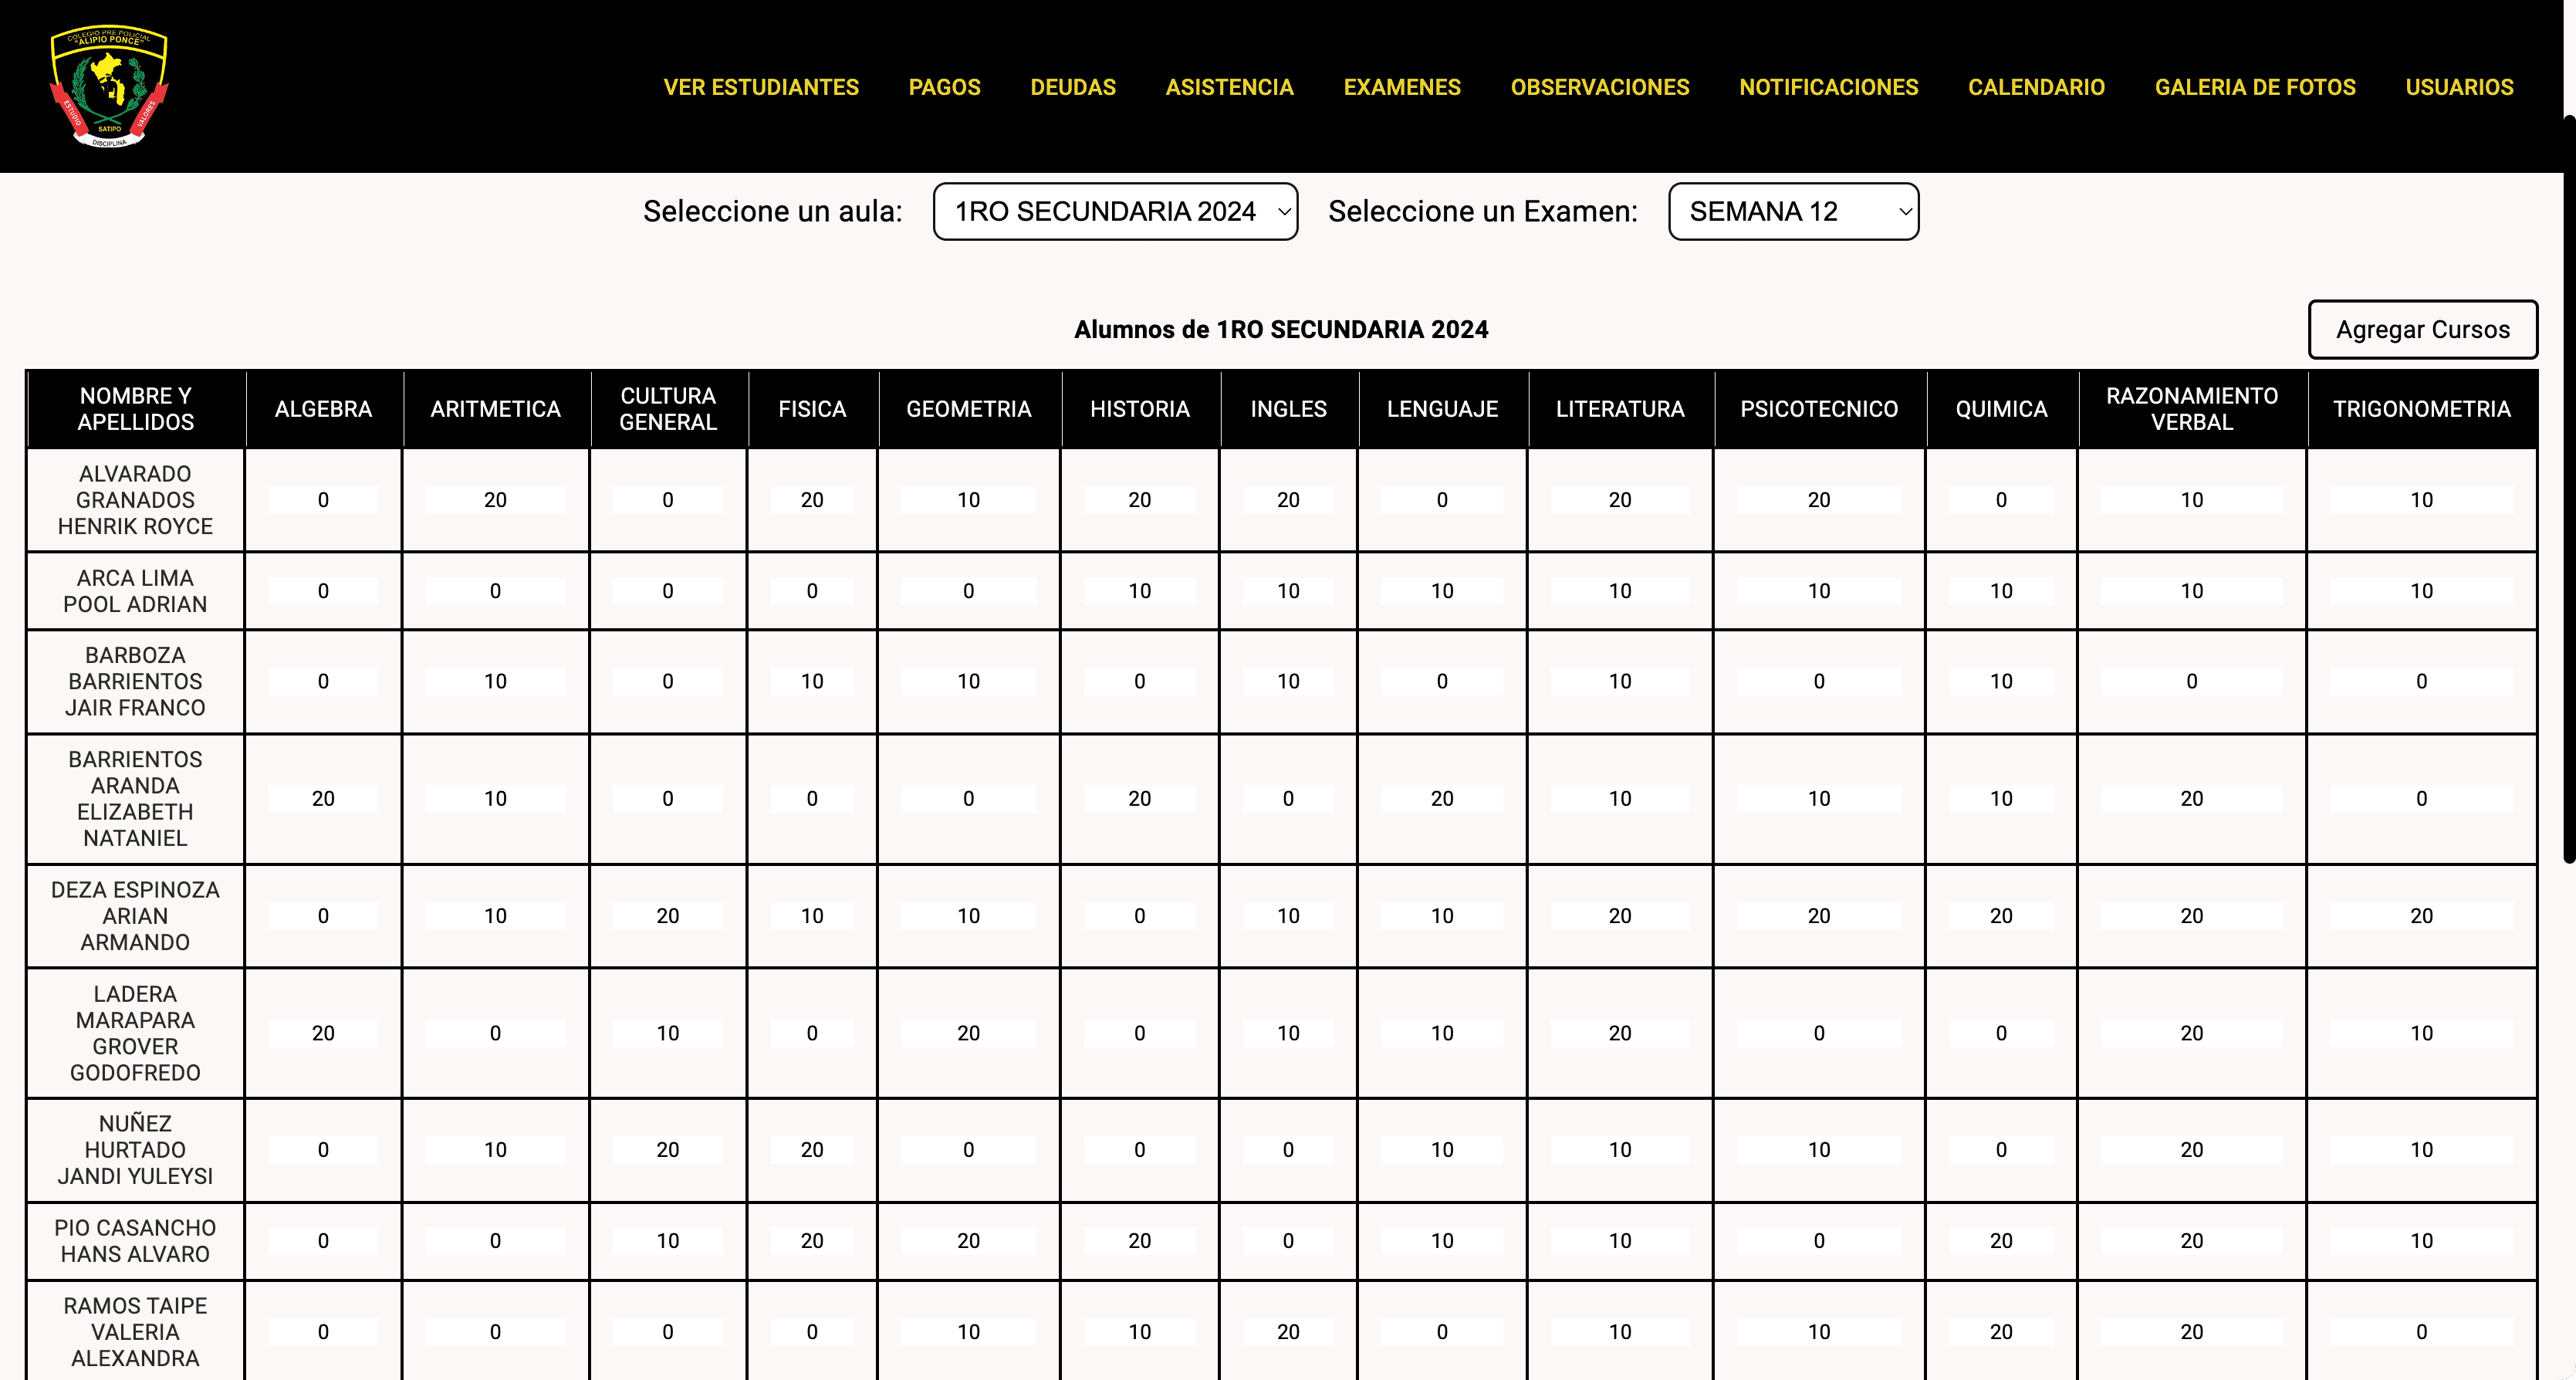 COLEGIO PRE POLICIAL
"ALIPIO PONCE"
ESTUDIO
VALORES
SATIPO
DISCIPLINA
VER ESTUDIANTES PAGOS DEUDAS ASISTENCIA EXAMENES OBSERVACIONES NOTIFICACIONES CALENDARIO GALERIA DE FOTOS USUARIOS
Seleccione un aula: 1RO SECUNDARIA 2024 Seleccione un Examen: SEMANA 12
Alumnos de 1RO SECUNDARIA 2024
Agregar Cursos
NOMBRE Y APELLIDOS ALGEBRA ARITMETICA CULTURA GENERAL FISICA GEOMETRIA HISTORIA INGLES LENGUAJE LITERATURA PSICOTECNICO QUIMICA RAZONAMIENTO VERBAL TRIGONOMETRIA
ALVARADO GRANADOS HENRIK ROYCE 0 20 0 20 10 20 20 0 20 20 0 10 10
ARCA LIMA POOL ADRIAN 0 0 0 0 0 10 10 10 10 10 10 10 10
BARBOZA BARRIENTOS JAIR FRANCO 0 10 0 10 10 0 10 0 10 0 10 0 0
BARRIENTOS ARANDA ELIZABETH NATANIEL 20 10 0 0 0 20 0 20 10 10 10 20 0
DEZA ESPINOZA ARIAN ARMANDO 0 10 20 10 10 0 10 10 20 20 20 20 20
LADERA MARAPARA GROVER GODOFREDO 20 0 10 0 20 0 10 10 20 0 0 20 10
NUÑEZ HURTADO JANDI YULEYSI 0 10 20 20 0 0 0 10 10 10 0 20 10
PIO CASANCHO HANS ALVARO 0 0 10 20 20 20 0 10 10 0 20 20 10
RAMOS TAIPE VALERIA ALEXANDRA 0 0 0 0 10 10 20 0 10 10 20 20 0